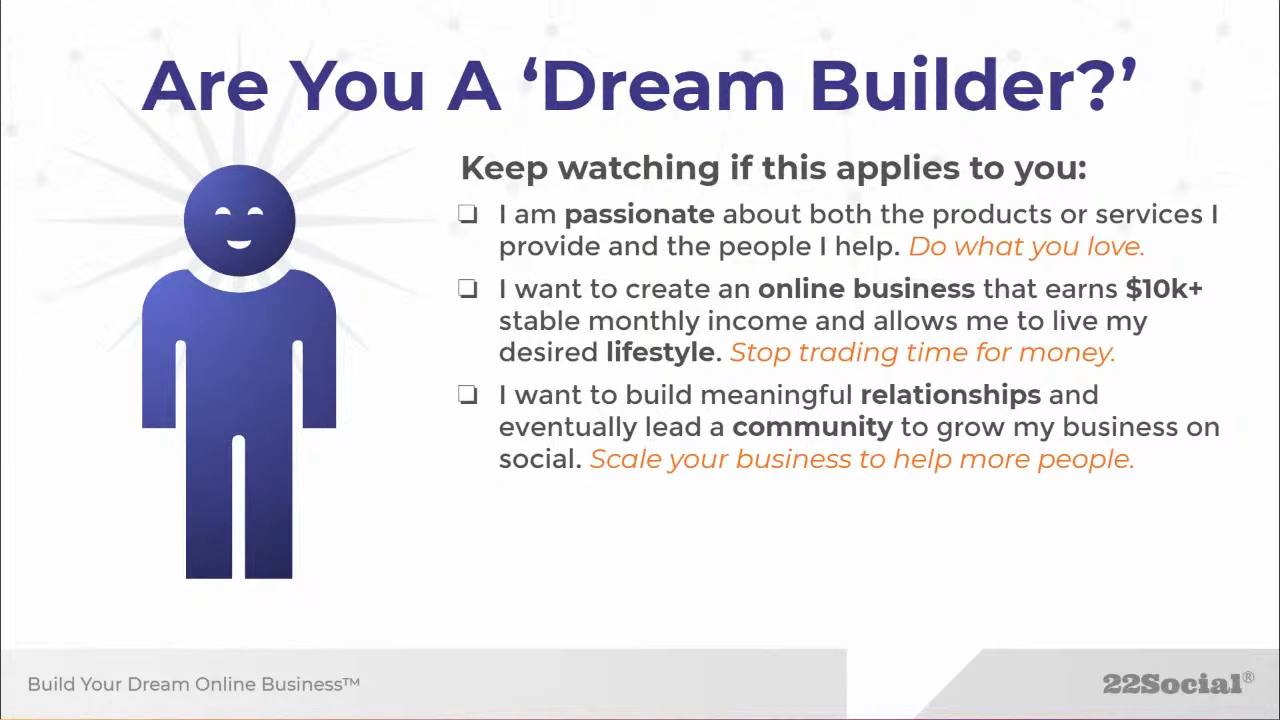 Are You A ‘Dream Builder?’
Keep watching if this applies to you:
❏ I am passionate about both the products or services I
provide and the people I help. Do what you love.
❏ I want to create an online business that earns $10k+
stable monthly income and allows me to live my
desired lifestyle. Stop trading time for money.
❏ I want to build meaningful relationships and
eventually lead a community to grow my business on
social. Scale your business to help more people.
Build Your Dream Online Business™
22Social®